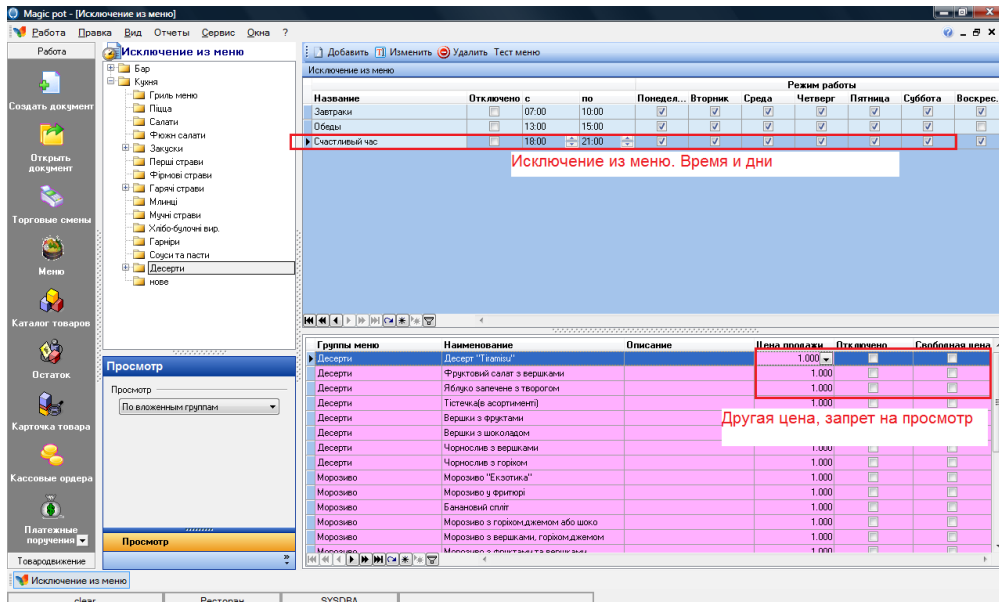 Magic pot - [Исключение из меню]
Работа Правка Вид Отчеты Сервис Окна ?
Работа
Исключение из меню
Добавить Изменить Удалить Тест меню
Исключение из меню
Режим работы
Название Отключено с по Понедел... Вторник Среда Четверг Пятница Суббота Воскрес.
Завтраки 07:00 10:00
Обеды 13:00 15:00
Счастливый час 18:00 21:00
Исключение из меню. Время и дни
Создать документ
Открыть
документ
Торговые смены
Меню
Каталог товаров
Остаток
Карточка товара
Кассовые ордера
Платежные
поручения
Товародвижение
Бар
Кухня
Гриль меню
Піцца
Салати
Фюжн салати
Закуски
Перші страви
Фірмові страви
Гарячі страви
Млинці
Мучні страви
Хлібо-булочні вир.
Гарніри
Соуси та пасти
Десерти
нове
Просмотр
Просмотр
По вложенным группам
Просмотр
Группы меню Наименование Описание Цена продажи Отключено Свободная цена
Десерти Десерт "Tiramisu" 1.000
Десерти Фруктовий салат з вершками 1.000
Десерти Яблуко запечене з творогом 1.000
Десерти Тістечка(в асортименті) 1.000
Другая цена, запрет на просмотр
Десерти Вершки з фруктами
Десерти Вершки з шоколадом
Десерти Чорнослив з вершками 1.000
Десерти Чорнослив з горіхом 1.000
Морозиво Морозиво "Екзотика" 1.000
Морозиво Морозиво у фритюрі 1.000
Морозиво Банановий спліт 1.000
Морозиво Морозиво з горіхом,джемом або шоко 1.000
Морозиво Морозиво з вершками, горіхом,джемом 1.000
Морозиво Морозиво з фруктами та вершками 1.000
Исключение из меню
clear Ресторан SYSDBA